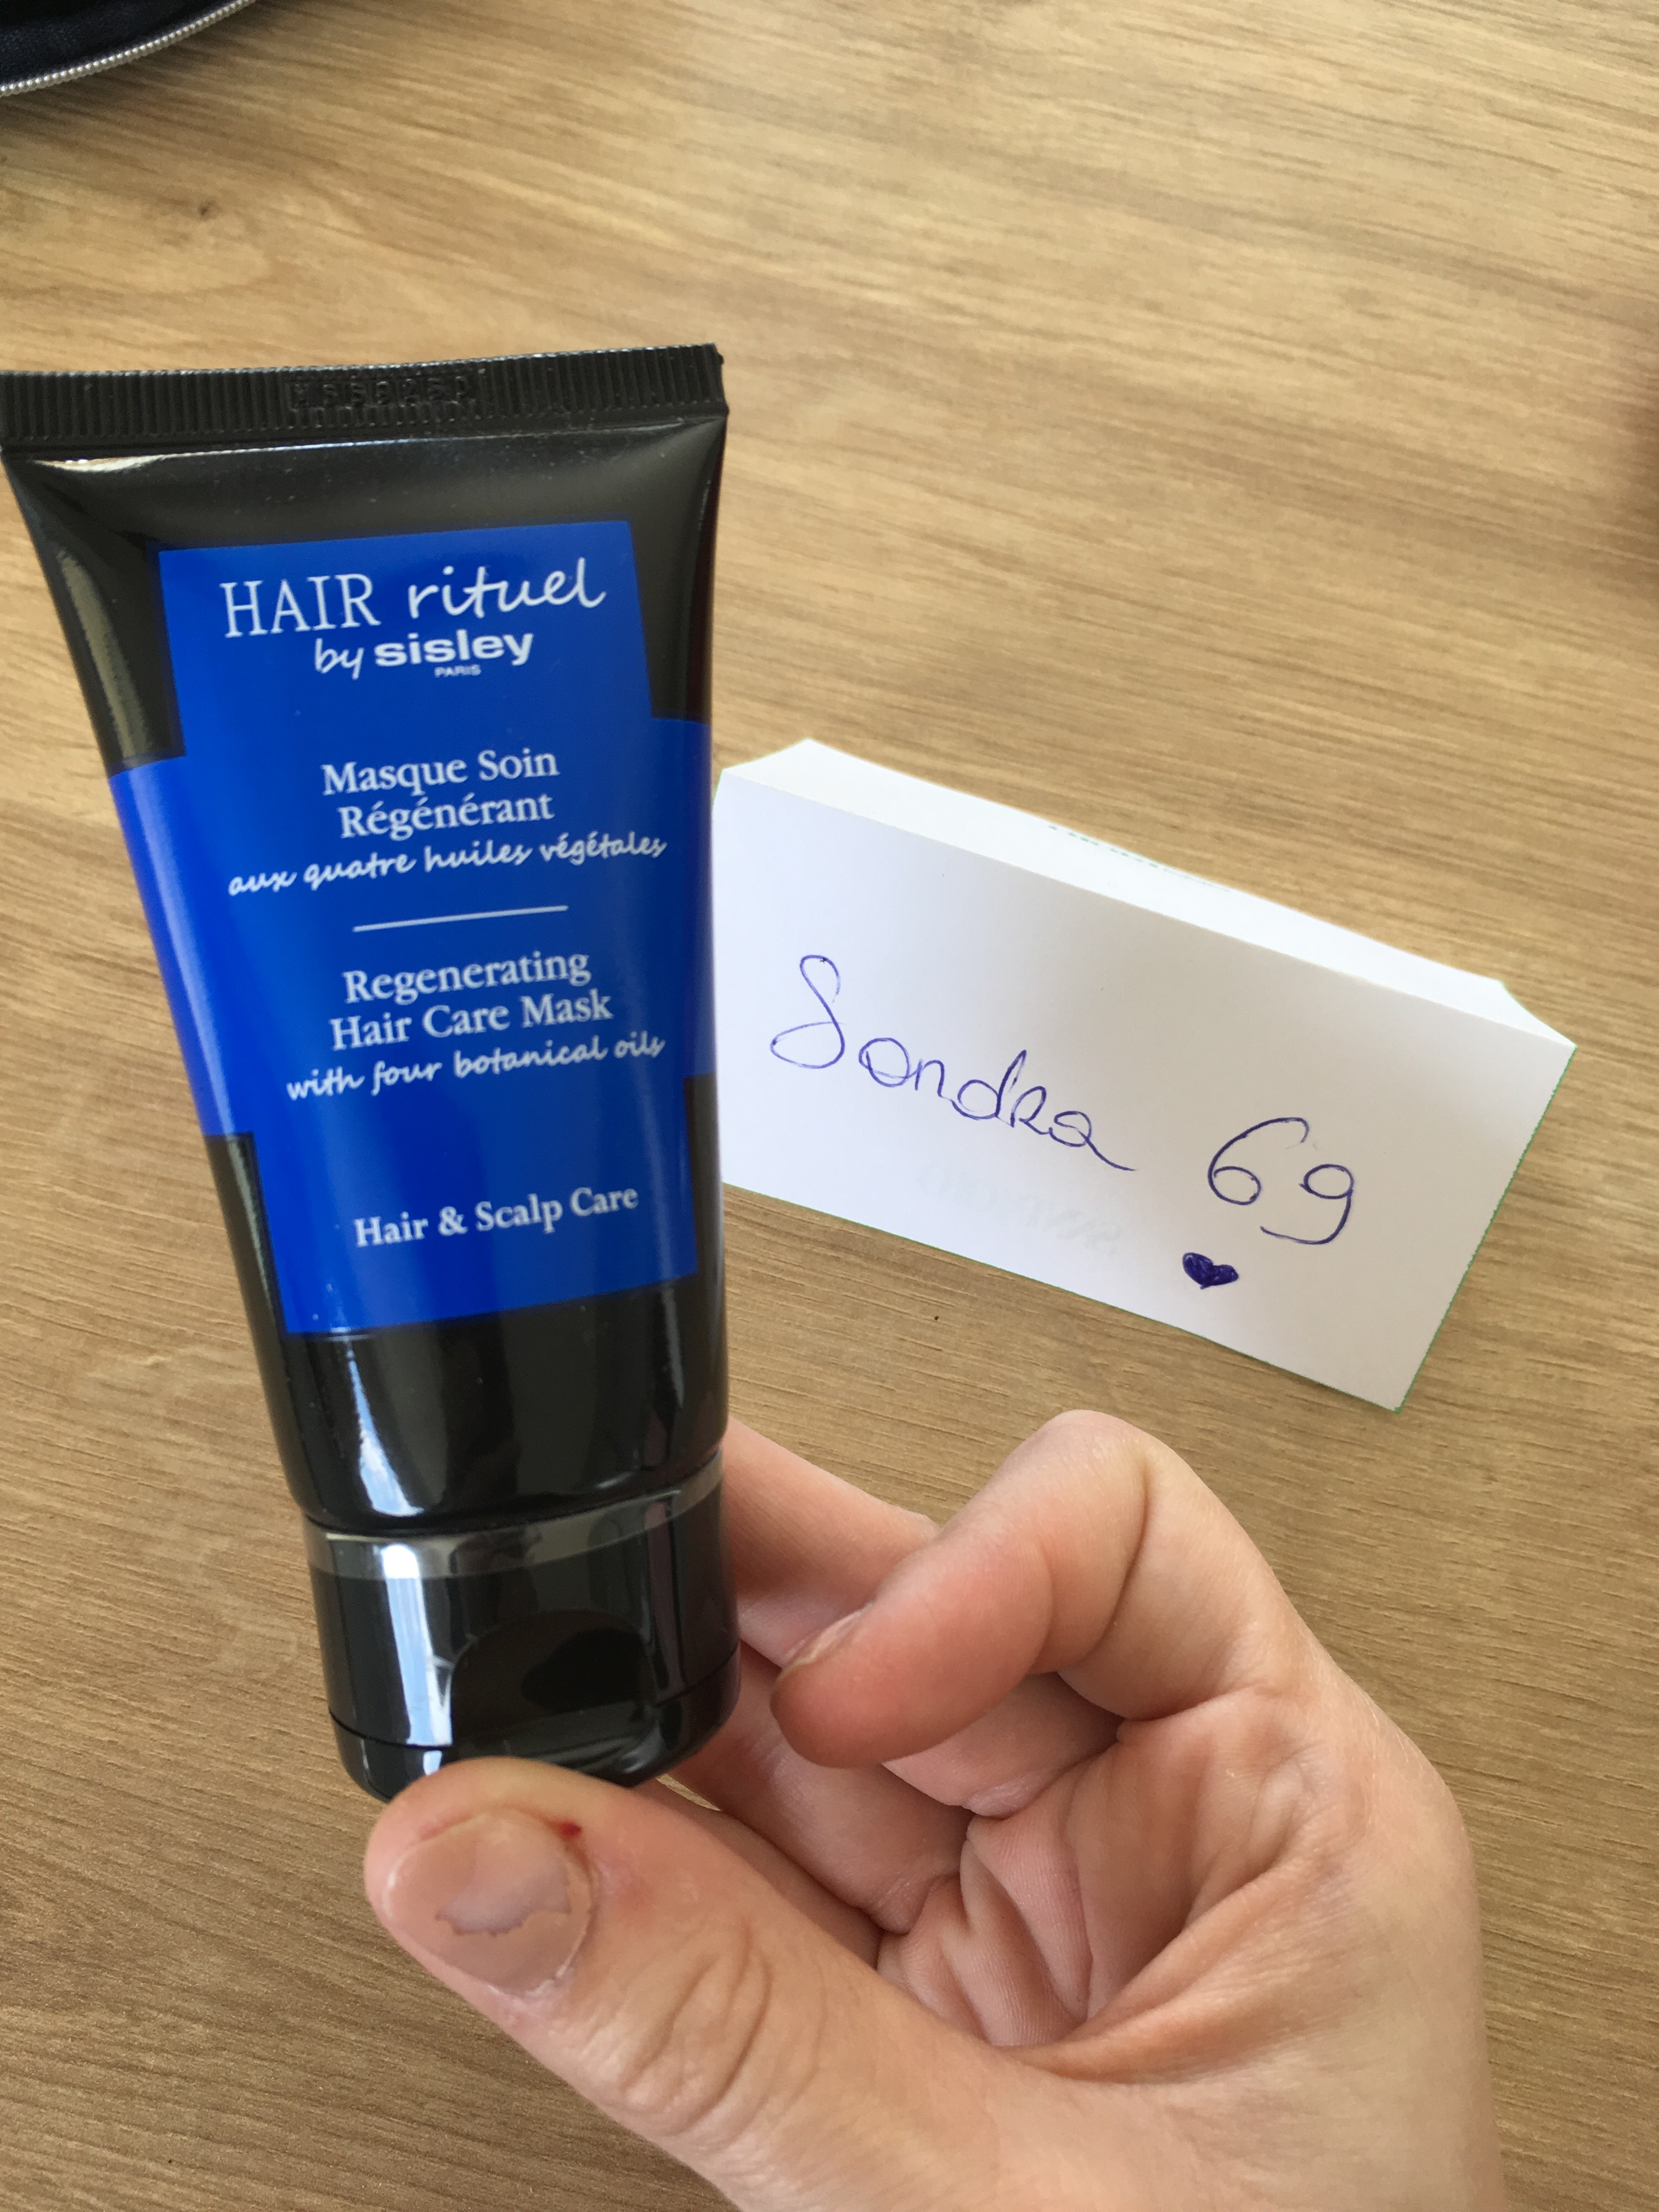 HAIR rituel
by sisley
PARIS
Masque Soin
Régénérant
aux quatre huiles végétales
Regenerating
Hair Care Mask
with four botanical oils
Hair & Scalp Care
Sandra 69